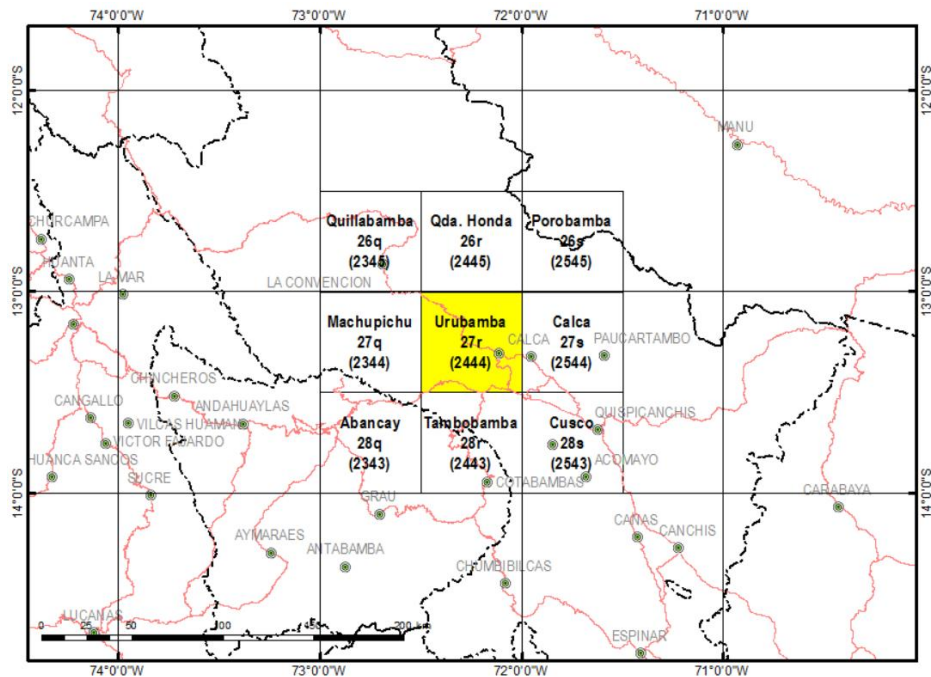 74°0'0"W 73°0'0"W 72°0'0"W 71°0'0"W
12°0'0"S 12°0'0"S
MANU
Quillabamba Qda. Honda Porobamba
26q 26r 26s
(2345) (2445) (2545)
CHURCAMPA
HUANTA
LA MAR
LA CONVENCION
13°0'0"S 13°0'0"S
Machupichu Urubamba Calca
27q 27r 27s
(2344) (2444) (2544)
CALCA PAUCARTAMBO
CHINCHEROS
CANGALLO ANDAHUAYLAS
VILCAS HUAMAN
VICTOR FAJARDO
QUISPICANCHIS
Abancay Tambobamba Cusco
28q 28r 28s
(2343) (2443) (2543)
HUANCA SANCOS
SUCRE
ACOMAYO
COTABAMBAS
GRAU
CARABAYA
14°0'0"S 14°0'0"S
AYMARAES
ANTABAMBA
CANAS
CANCHIS
CHUMBIBILCAS
LUCANAS
0 25 50 100 150 200 km
ESPINAR
74°0'0"W 73°0'0"W 72°0'0"W 71°0'0"W